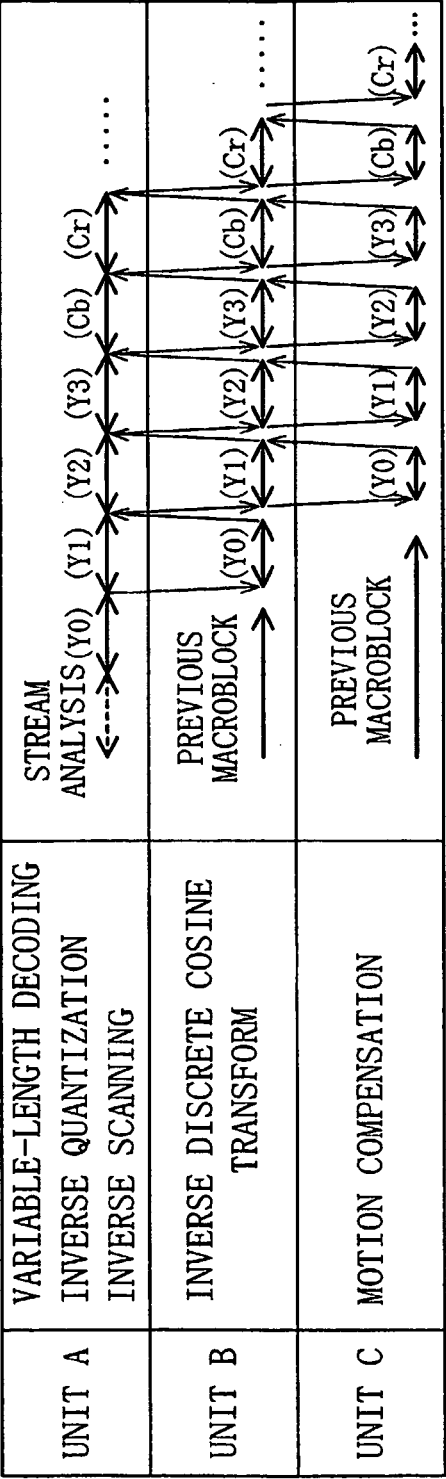 UNIT A
VARIABLE-LENGTH DECODING
INVERSE QUANTIZATION
INVERSE SCANNING
STREAM
ANALYSIS (Y0) (Y1) (Y2) (Y3) (Cb) (Cr) .....
UNIT B
INVERSE DISCRETE COSINE
TRANSFORM
PREVIOUS
MACROBLOCK
(Y0) (Y1) (Y2) (Y3) (Cb) (Cr) .....
UNIT C
MOTION COMPENSATION
PREVIOUS
MACROBLOCK
(Y0) (Y1) (Y2) (Y3) (Cb) (Cr) ...